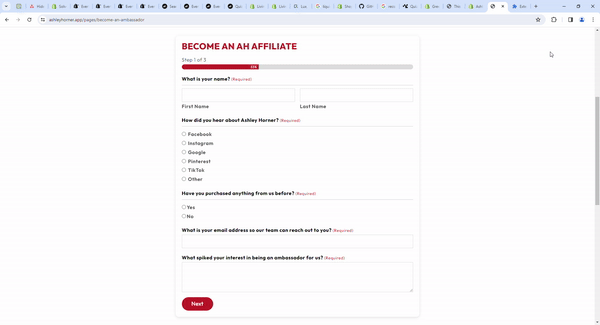 ashleyhorner.app/pages/become-an-ambassador
BECOME AN AH AFFILIATE
Step 1 of 3
33%
What is your name? (Required)
First Name
Last Name
How did you hear about Ashley Horner? (Required)
Facebook
Instagram
Google
Pinterest
TikTok
Other
Have you purchased anything from us before? (Required)
Yes
No
What is your email address so our team can reach out to you? (Required)
What spiked your interest in being an ambassador for us? (Required)
Next